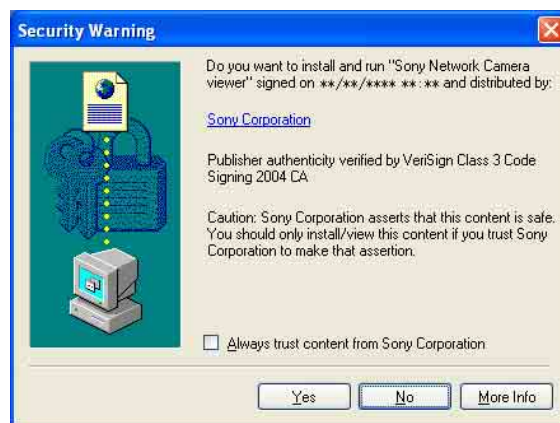 Security Warning
Do you want to install and run "Sony Network Camera
viewer" signed on **/**/**** **:** and distributed by:
Sony Corporation
Publisher authenticity verified by VeriSign Class 3 Code
Signing 2004 CA
Caution: Sony Corporation asserts that this content is safe.
You should only install/view this content if you trust Sony
Corporation to make that assertion.
Always trust content from Sony Corporation
Yes
No
More Info